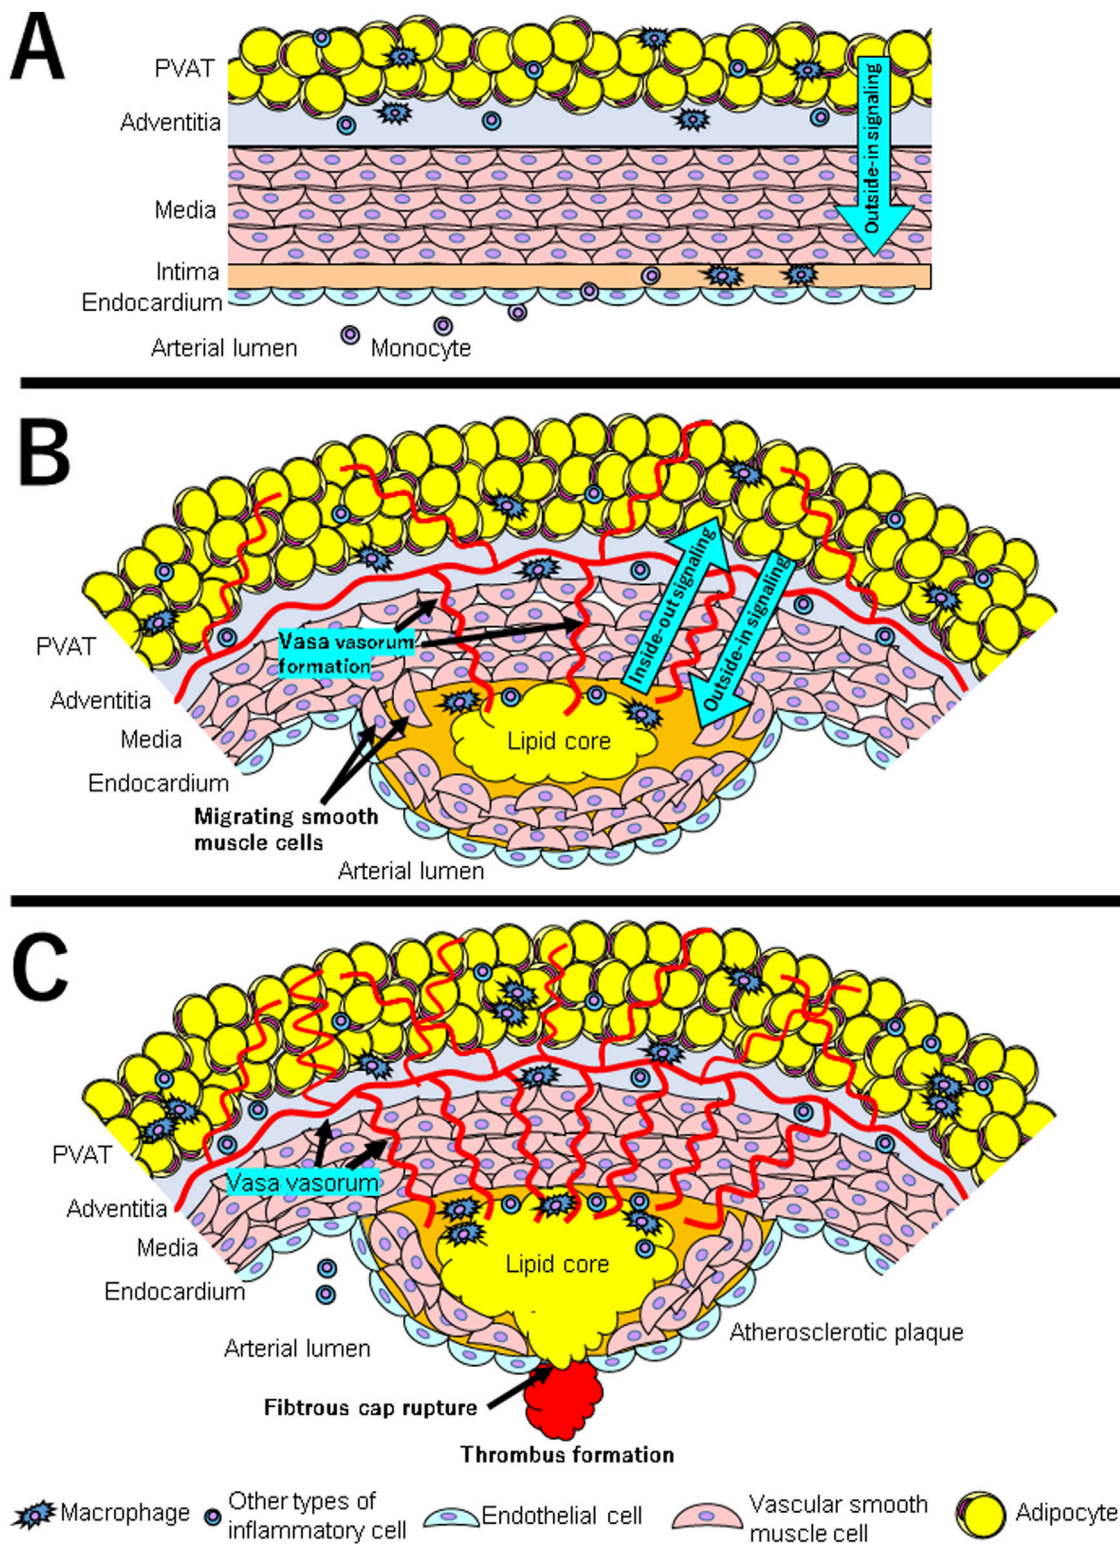 A
PVAT
Adventitia
Media
Intima
Endocardium
Arterial lumen
Monocyte
Outside-in signaling
B
PVAT
Adventitia
Media
Endocardium
Vasa vasorum
formation
Inside-out signaling
Outside-in signaling
Lipid core
Migrating smooth
muscle cells
Arterial lumen
C
PVAT
Adventitia
Media
Endocardium
Vasa vasorum
Lipid core
Arterial lumen
Atherosclerotic plaque
Fibtrous cap rupture
Thrombus formation
Macrophage
Other types of
inflammatory cell
Endothelial cell
Vascular smooth
muscle cell
Adipocyte